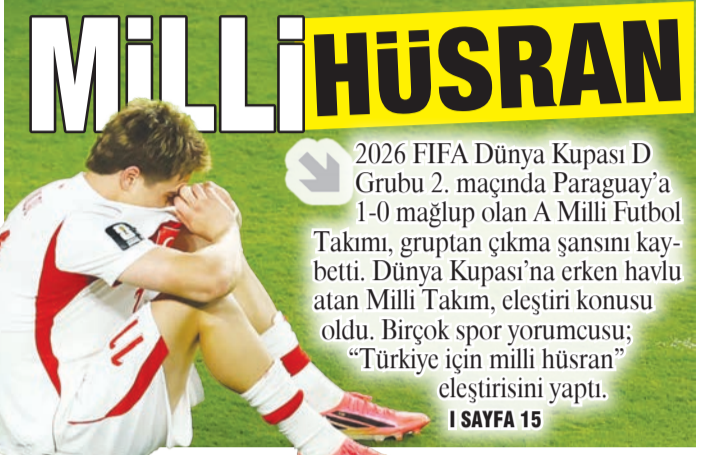 MiLLi HÜSRAN
2026 FIFA Dünya Kupası D
Grubu 2. maçında Paraguay'a
1-0 mağlup olan A Milli Futbol
Takımı, gruptan çıkma şansını kay-
betti. Dünya Kupası'na erken havlu
atan Milli Takım, eleştiri konusu
oldu. Birçok spor yorumcusu;
"Türkiye için milli hüsran"
eleştirisini yaptı.
I SAYFA 15
11